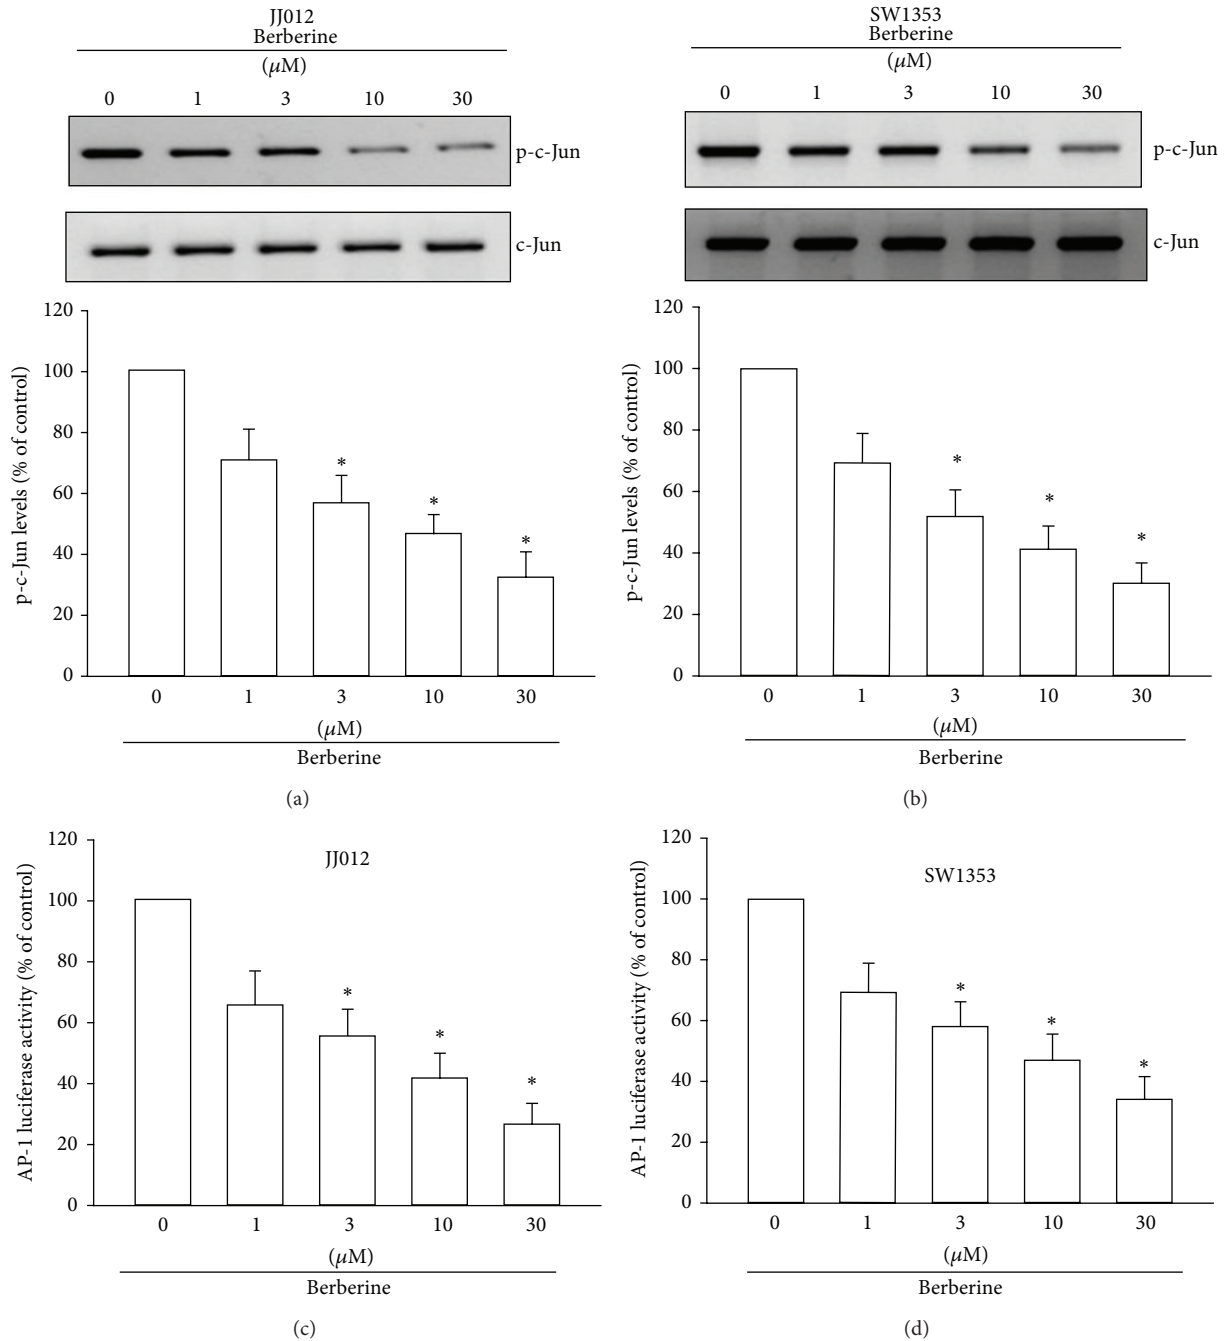 JJ012
Berberine
(μM)
0 1 3 10 30
p-c-Jun
c-Jun
120
100
80
60
40
20
0
p-c-Jun levels (% of control)
* * *
0 1 3 10 30
(μM)
Berberine
(a)
SW1353
Berberine
(μM)
0 1 3 10 30
p-c-Jun
c-Jun
120
100
80
60
40
20
0
p-c-Jun levels (% of control)
* * *
0 1 3 10 30
(μM)
Berberine
(b)
JJ012
120
100
80
60
40
20
0
AP-1 luciferase activity (% of control)
* * *
0 1 3 10 30
(μM)
Berberine
(c)
SW1353
120
100
80
60
40
20
0
AP-1 luciferase activity (% of control)
* * *
0 1 3 10 30
(μM)
Berberine
(d)